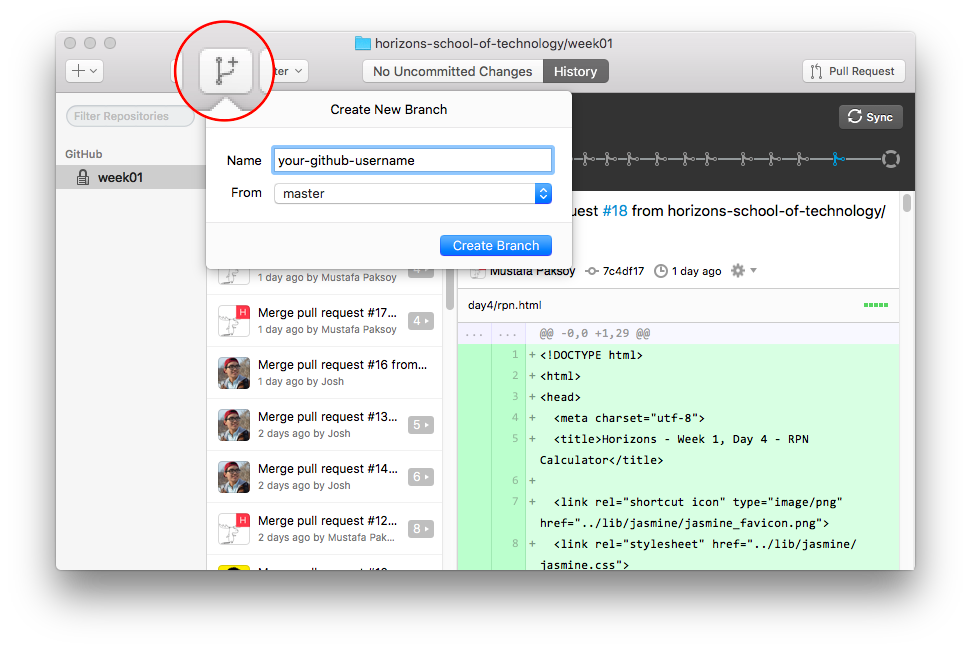 horizons-school-of-technology/week01
No Uncommitted Changes
History
Pull Request
Create New Branch
Filter Repositories
Sync
Name
your-github-username
GitHub
From
master
week01
#18 from horizons-school-of-technology/
Create Branch
Mustafa Paksoy
7c4df17
1 day ago
1 day ago by Mustafa Paksoy
day4/rpn.html
Merge pull request #17...
1 day ago by Mustafa Paksoy
4
... ... @@ -0,0 +1,29 @@
1 + <!DOCTYPE html>
Merge pull request #16 from...
1 day ago by Josh
2 + <html>
3 + <head>
Merge pull request #13...
2 days ago by Josh
5
4 + <meta charset="utf-8">
5 + <title>Horizons - Week 1, Day 4 - RPN
Calculator</title>
Merge pull request #14...
2 days ago by Josh
6
6 +
7 + <link rel="shortcut icon" type="image/png"
href="../lib/jasmine/jasmine_favicon.png">
Merge pull request #12...
2 days ago by Mustafa Pak...
8
8 + <link rel="stylesheet" href="../lib/jasmine/
jasmine.css">